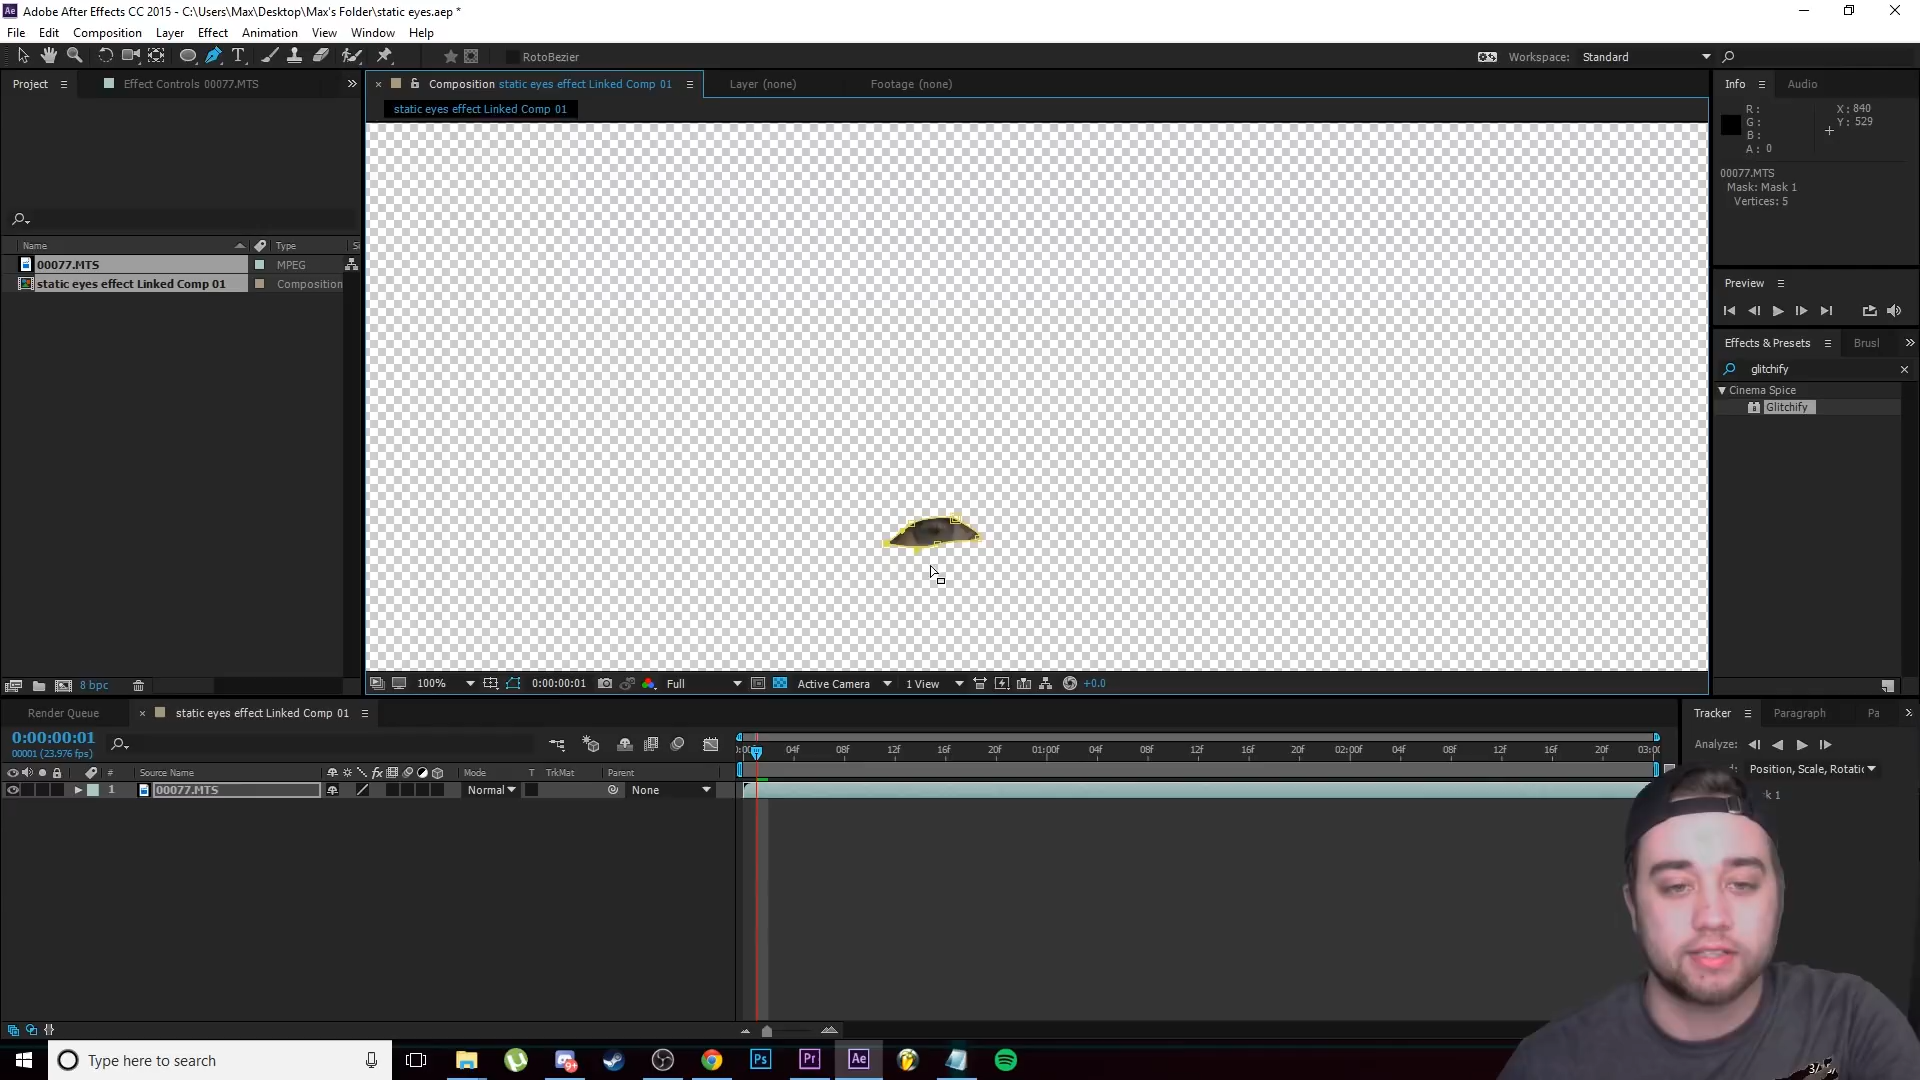 Ae Adobe After Effects CC 2015 - C:\Users\Max\Desktop\Max's Folder\static eyes.aep *
File Edit Composition Layer Effect Animation View Window Help
T RotoBezier Workspace: Standard
Project Effect Controls 00077.MTS
Composition static eyes effect Linked Comp 01 Layer (none) Footage (none)
static eyes effect Linked Comp 01
Info Audio
R: X: 840
G: Y: 529
B:
A: 0
00077.MTS
Mask: Mask 1
Vertices: 5
Name Type
00077.MTS MPEG
static eyes effect Linked Comp 01 Composition
Preview
Effects & Presets
glitchify
Cinema Spice
Glitchify
8 bpc
100% 0:00:00:01 Full Active Camera 1 View +0.0
Render Queue static eyes effect Linked Comp 01
0:00:00:01
00001 (23.976 fps)
04f 08f 12f 16f 20f 01:00f 04f 08f 12f 16f 20f 02:00f 04f 08f 12f 16f 20f
# Source Name fx Mode T TrkMat Parent
1 00077.MTS Normal None
Tracker Paragraph Pa
Analyze:
Position, Scale, Rotatic
Type here to search
Ps Pr Ae